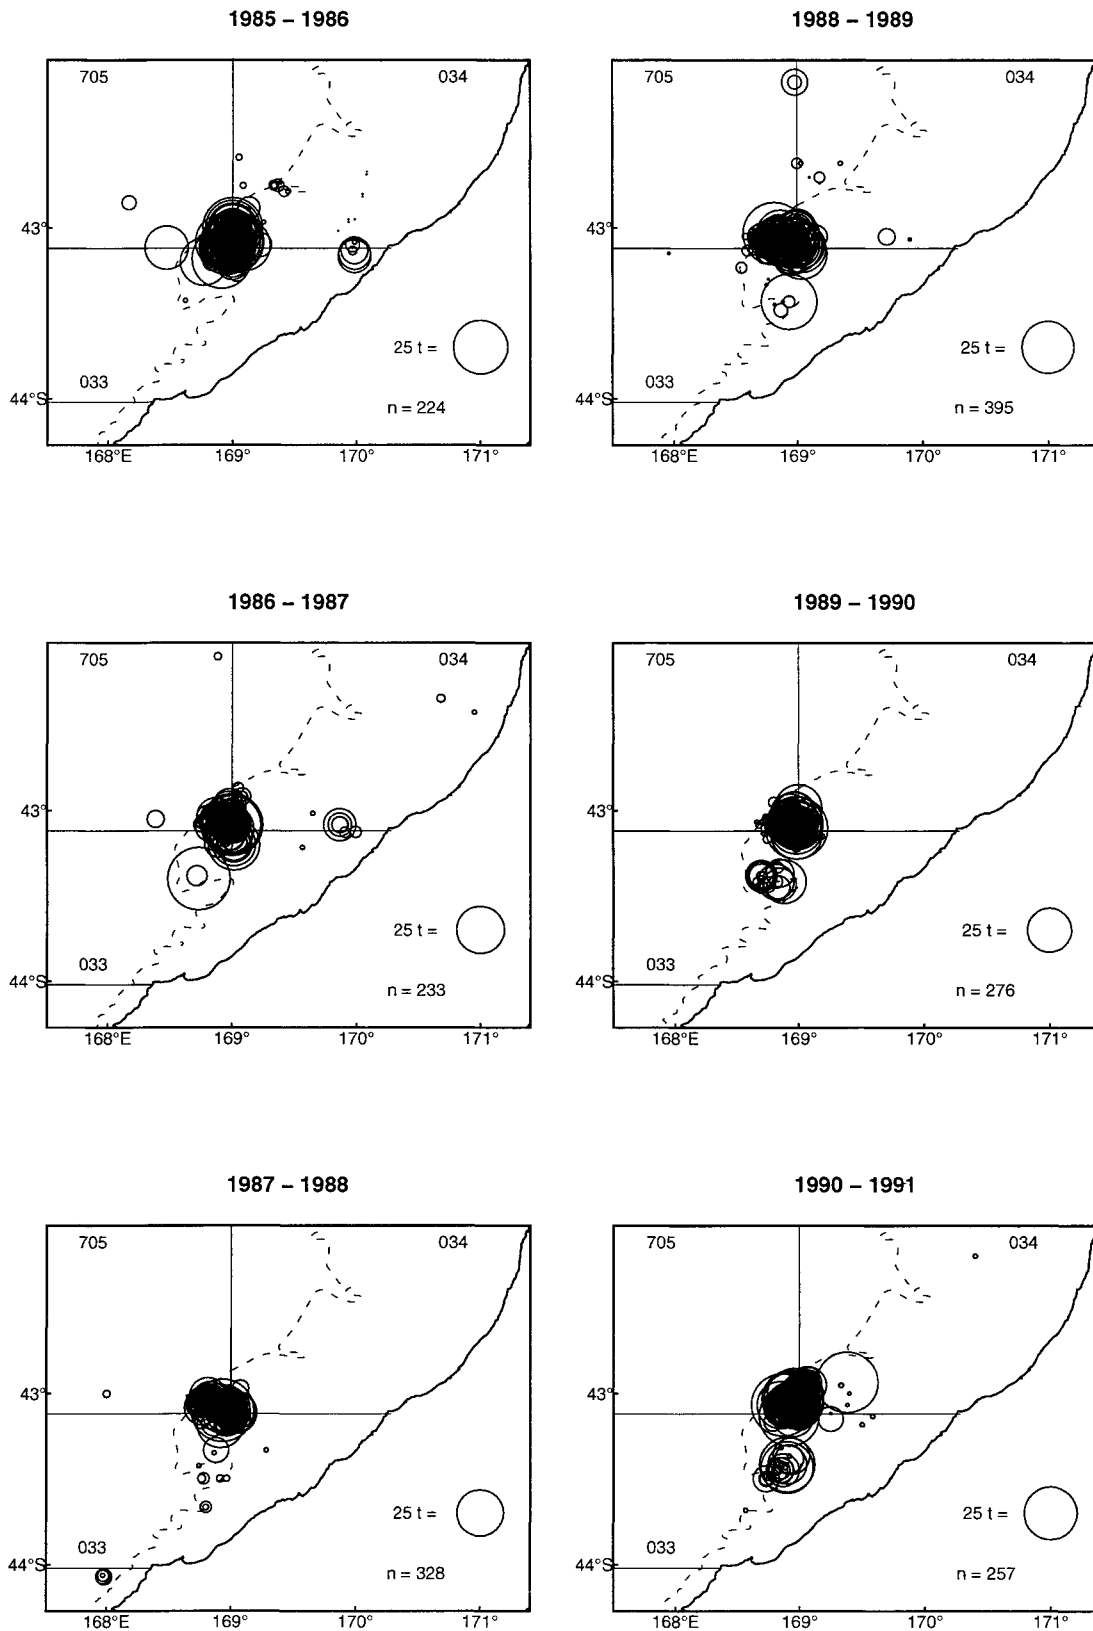 1985 – 1986
705
034
43°
25 t =
033
44°S
n = 224
168°E 169° 170° 171°
1988 – 1989
705
034
43°
25 t =
033
44°S
n = 395
168°E 169° 170° 171°
1986 – 1987
705
034
43°
25 t =
033
44°S
n = 233
168°E 169° 170° 171°
1989 – 1990
705
034
43°
25 t =
033
44°S
n = 276
168°E 169° 170° 171°
1987 – 1988
705
034
43°
25 t =
033
44°S
n = 328
168°E 169° 170° 171°
1990 – 1991
705
034
43°
25 t =
033
44°S
n = 257
168°E 169° 170° 171°